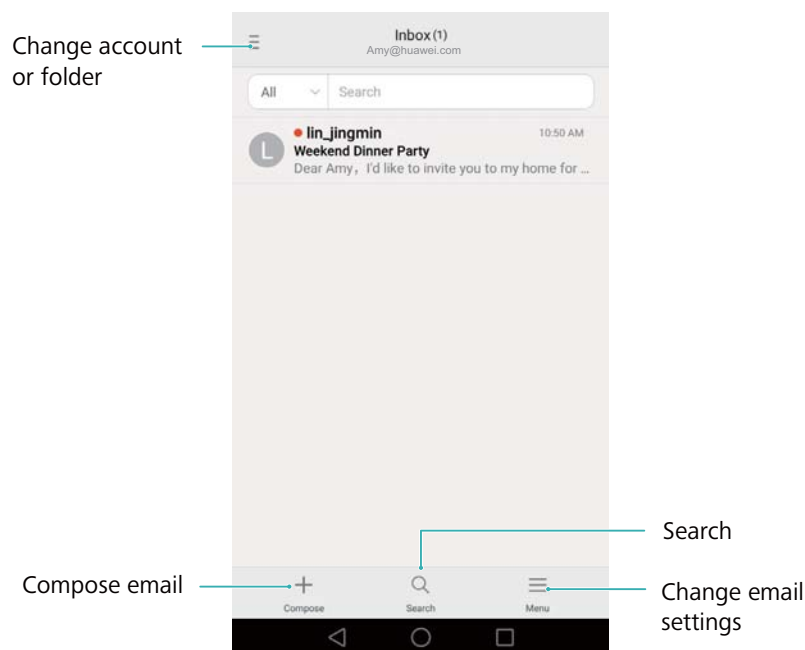 Inbox (1)
Amy@huawei.com
Change account
or folder
All
Search
L
lin_jingmin
10:50 AM
Weekend Dinner Party
Dear Amy，I'd like to invite you to my home for ...
Search
Compose email
Compose
Search
Menu
Change email
settings